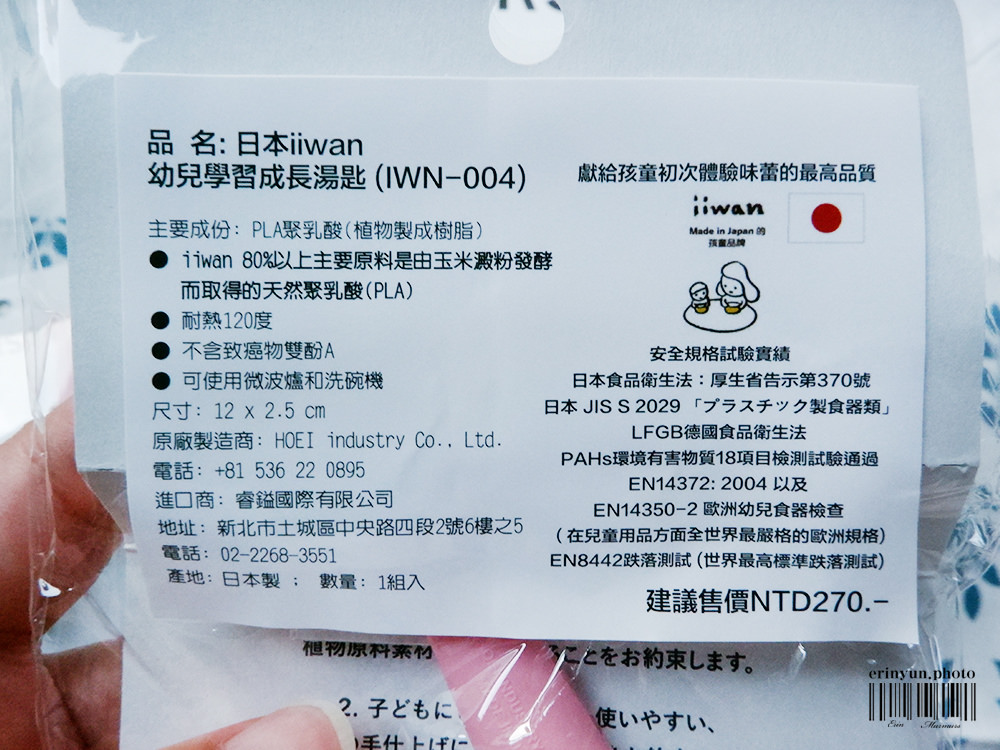 品 名: 日本iiwan
幼兒學習成長湯匙 (IWN-004)
主要成份: PLA聚乳酸(植物製成樹脂)
● iiwan 80%以上主要原料是由玉米澱粉發酵
而取得的天然聚乳酸(PLA)
● 耐熱120度
● 不含致癌物雙酚A
● 可使用微波爐和洗碗機
尺寸: 12 x 2.5 cm
原廠製造商: HOEI industry Co., Ltd.
電話: +81 536 22 0895
進口商: 睿鎰國際有限公司
地址: 新北市土城區中央路四段2號6樓之5
電話: 02-2268-3551
產地: 日本製 ; 數量: 1組入
獻給孩童初次體驗味蕾的最高品質
iiwan
Made in Japan 的
孩童品牌
安全規格試驗實績
日本食品衛生法：厚生省告示第370號
日本 JIS S 2029 「プラスチック製食器類」
LFGB德國食品衛生法
PAHs環境有害物質18項目檢測試驗通過
EN14372: 2004 以及
EN14350-2 歐洲幼兒食器檢查
(在兒童用品方面全世界最嚴格的歐洲規格)
EN8442跌落測試 (世界最高標準跌落測試)
建議售價NTD270.-
植物原料素材
ことをお約束します。
2. 子どもに
使いやすい、
手仕上げに
erinyun.photo
Erin Murmurs